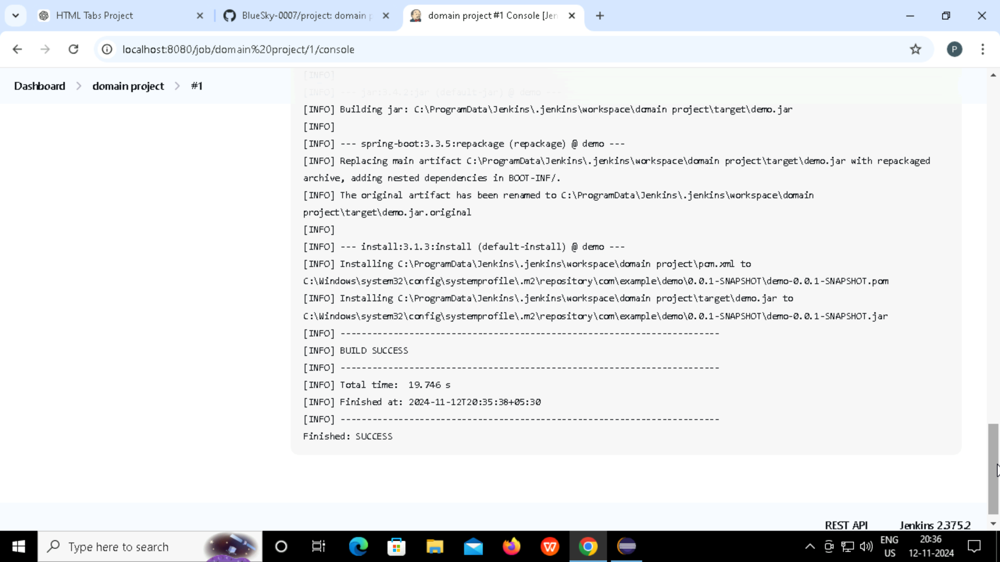 HTML Tabs Project
BlueSky-0007/project: domain p
domain project #1 Console [Jen
localhost:8080/job/domain%20project/1/console
P
Dashboard
domain project
#1
[INFO]
[INFO] --- jar:3.4.2:jar (default-jar) @ demo ---
[INFO] Building jar: C:\ProgramData\Jenkins\.jenkins\workspace\domain project\target\demo.jar
[INFO]
[INFO] --- spring-boot:3.3.5:repackage (repackage) @ demo ---
[INFO] Replacing main artifact C:\ProgramData\Jenkins\.jenkins\workspace\domain project\target\demo.jar with repackaged
archive, adding nested dependencies in BOOT-INF/.
[INFO] The original artifact has been renamed to C:\ProgramData\Jenkins\.jenkins\workspace\domain
project\target\demo.jar.original
[INFO]
[INFO] --- install:3.1.3:install (default-install) @ demo ---
[INFO] Installing C:\ProgramData\Jenkins\.jenkins\workspace\domain project\pom.xml to
C:\Windows\system32\config\systemprofile\.m2\repository\com\example\demo\0.0.1-SNAPSHOT\demo-0.0.1-SNAPSHOT.pom
[INFO] Installing C:\ProgramData\Jenkins\.jenkins\workspace\domain project\target\demo.jar to
C:\Windows\system32\config\systemprofile\.m2\repository\com\example\demo\0.0.1-SNAPSHOT\demo-0.0.1-SNAPSHOT.jar
[INFO] ------------------------------------------------------------------------
[INFO] BUILD SUCCESS
[INFO] ------------------------------------------------------------------------
[INFO] Total time:  19.746 s
[INFO] Finished at: 2024-11-12T20:35:38+05:30
[INFO] ------------------------------------------------------------------------
Finished: SUCCESS
REST API
Jenkins 2.375.2
Type here to search
ENG
US
20:36
12-11-2024